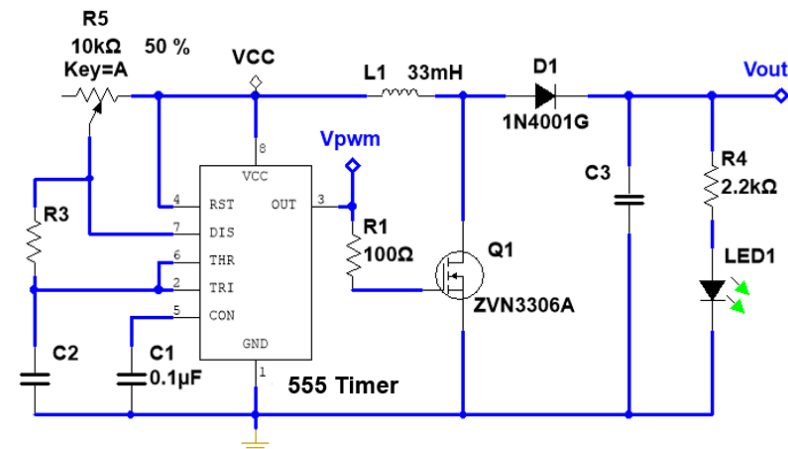 R5
10kΩ 50 %
Key=A
VCC
L1 33mH
D1
Vout
1N4001G
Vpwm
8
VCC
R4
2.2kΩ
C3
4 RST OUT 3
R3
R1
100Ω
7 DIS
Q1
LED1
6 THR
2 TRI
ZVN3306A
5 CON
GND
C2
C1
0.1µF
1
555 Timer